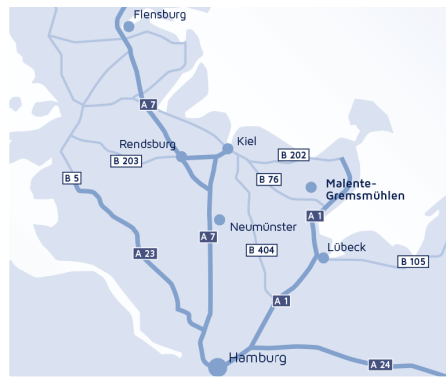 Flensburg
A 7
Rendsburg
Kiel
B 203
B 202
B 5
B 76
Malente-
Gremsmühlen
A 1
Neumünster
A 7
A 23
B 404
Lübeck
B 105
A 1
Hamburg
A 24